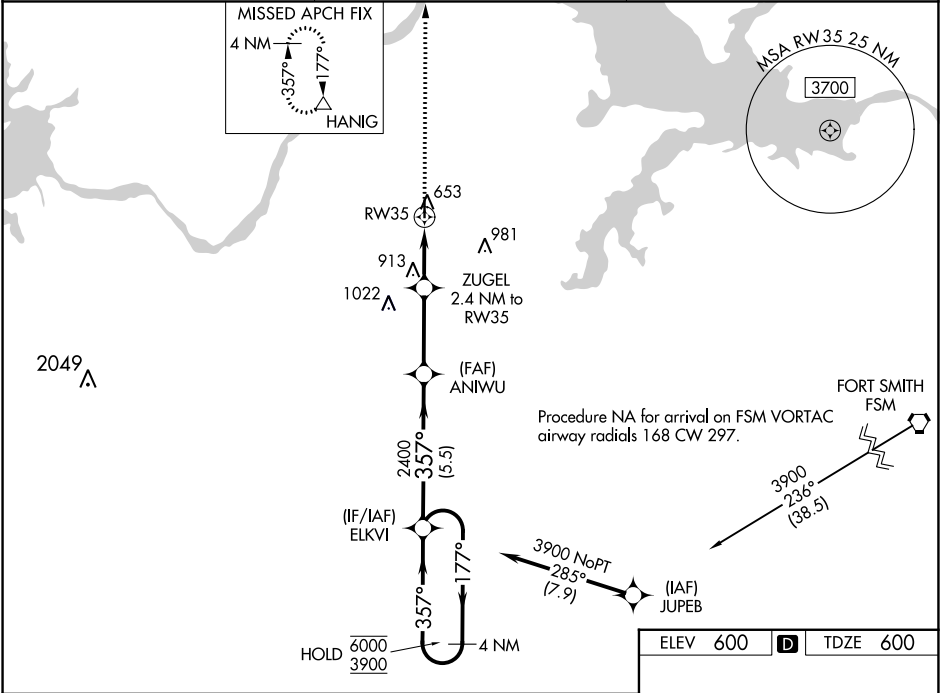 MISSED APCH FIX
4 NM
357°
177°
HANIG
MSA RW35 25 NM
3700
653
RW35
981
913
ZUGEL
2.4 NM to
RW35
1022
2049
(FAF)
ANIWU
FORT SMITH
FSM
Procedure NA for arrival on FSM VORTAC
airway radials 168 CW 297.
2400
357°
(5.5)
3900
236°
(38.5)
(IF/IAF)
ELKVI
177°
357°
3900 NoPT
285°
(7.9)
(IAF)
JUPEB
HOLD
6000
3900
4 NM
ELEV 600 D TDZE 600